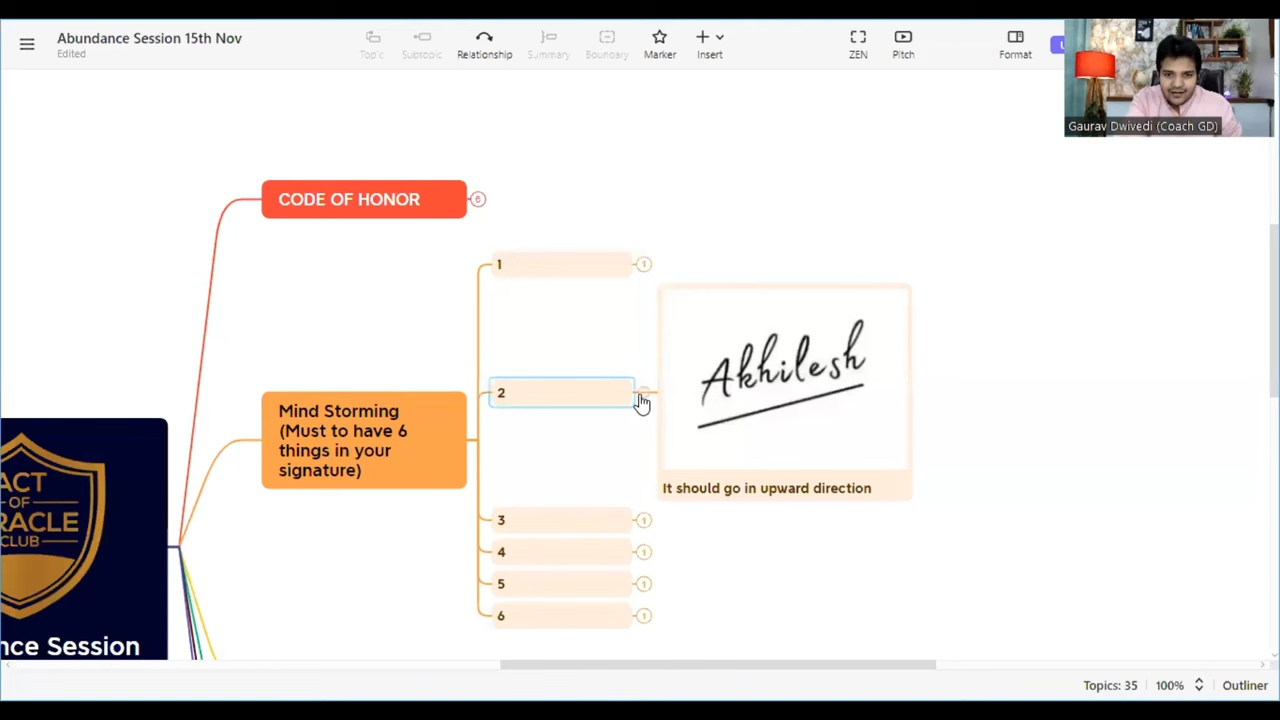 Abundance Session 15th Nov
Edited
Topic
Subtopic
Relationship
Summary
Boundary
Marker
Insert
ZEN
Pitch
Format
Gaurav Dwivedi (Coach GD)
CODE OF HONOR
6
1
1
Akhilesh
2
It should go in upward direction
Mind Storming
(Must to have 6
things in your
signature)
3
1
4
1
5
1
6
1
ACT
OF
RACLE
CLUB
nce Session
Topics: 35
100%
Outliner